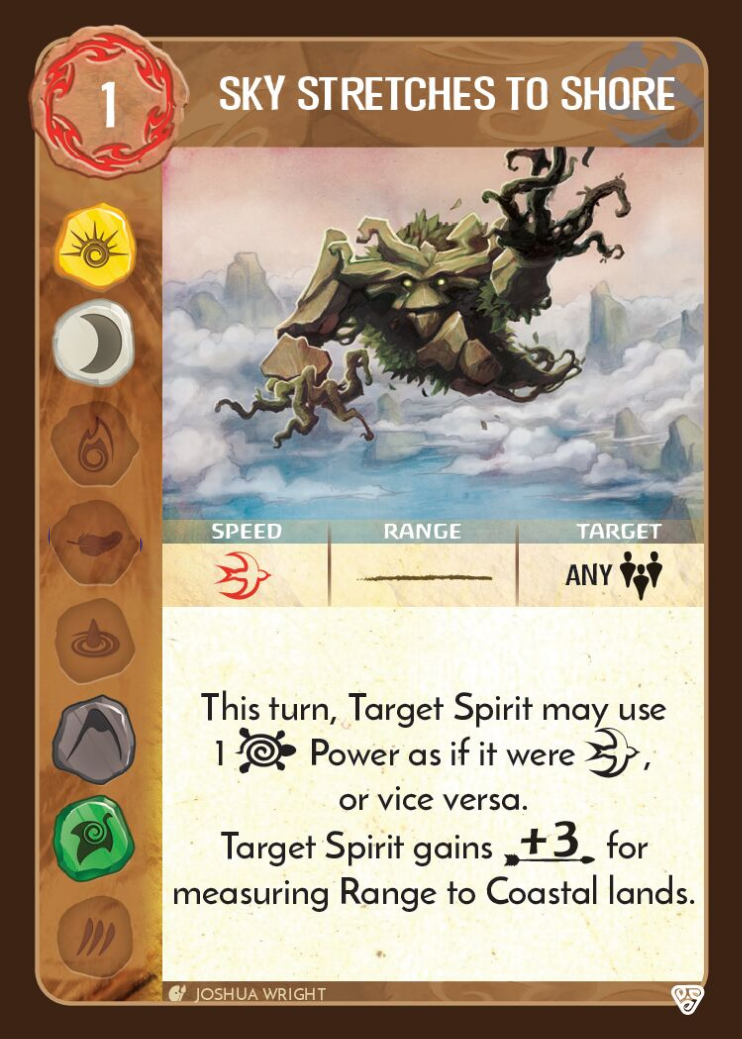 1
SKY STRETCHES TO SHORE
SPEED RANGE TARGET
ANY
This turn, Target Spirit may use
1 Power as if it were ,
or vice versa.
Target Spirit gains +3 for
measuring Range to Coastal lands.
JOSHUA WRIGHT